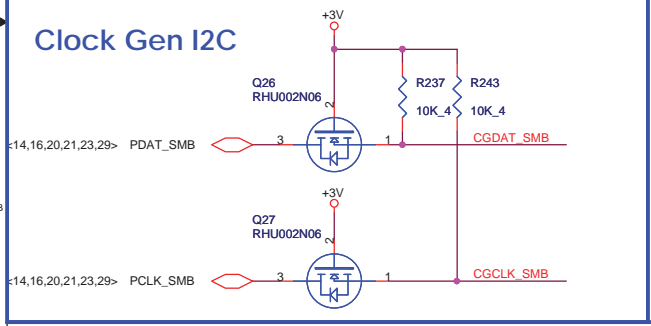 Clock Gen I2C
+3V
Q26
RHU002N06
R237
R243
10K_4
10K_4
2
<14,16,20,21,23,29> PDAT_SMB
3
1
CGDAT_SMB
+3V
Q27
RHU002N06
2
<14,16,20,21,23,29> PCLK_SMB
3
1
CGCLK_SMB